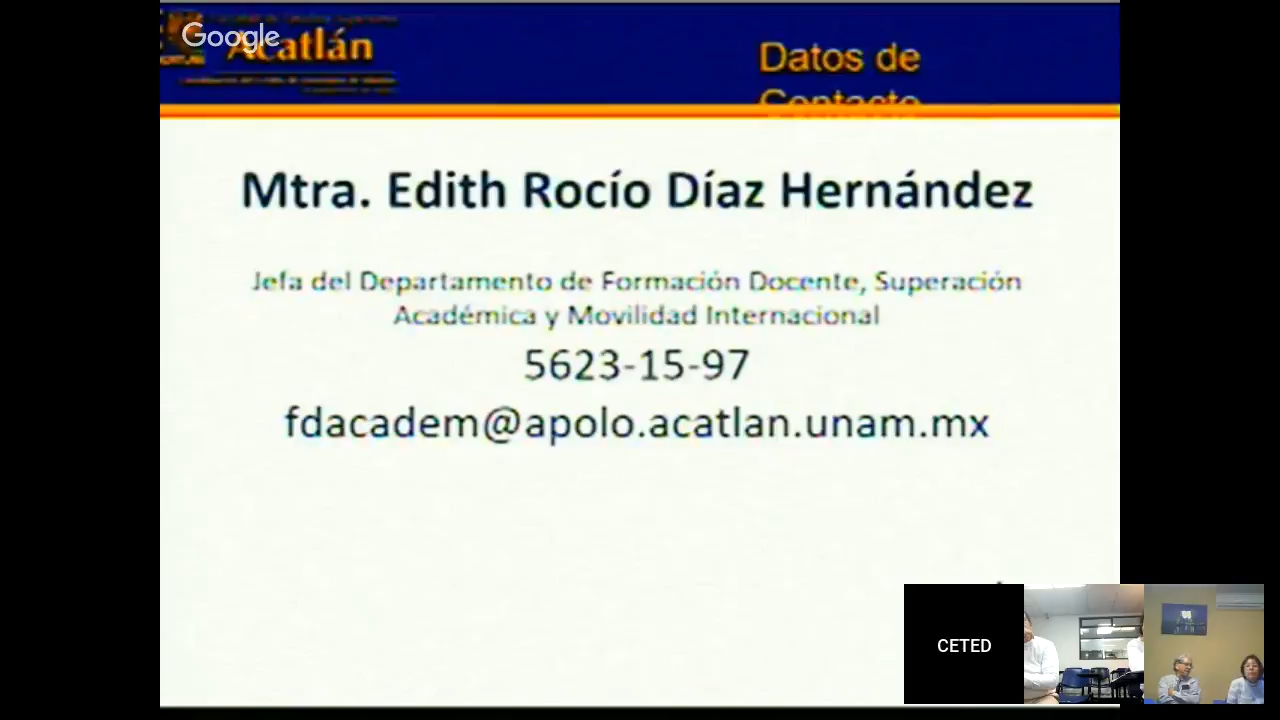 Google
Acatlán
Datos de
Contacto
Mtra. Edith Rocío Díaz Hernández
Jefa del Departamento de Formación Docente, Superación
Académica y Movilidad Internacional
5623-15-97
fdacadem@apolo.acatlan.unam.mx
CETED